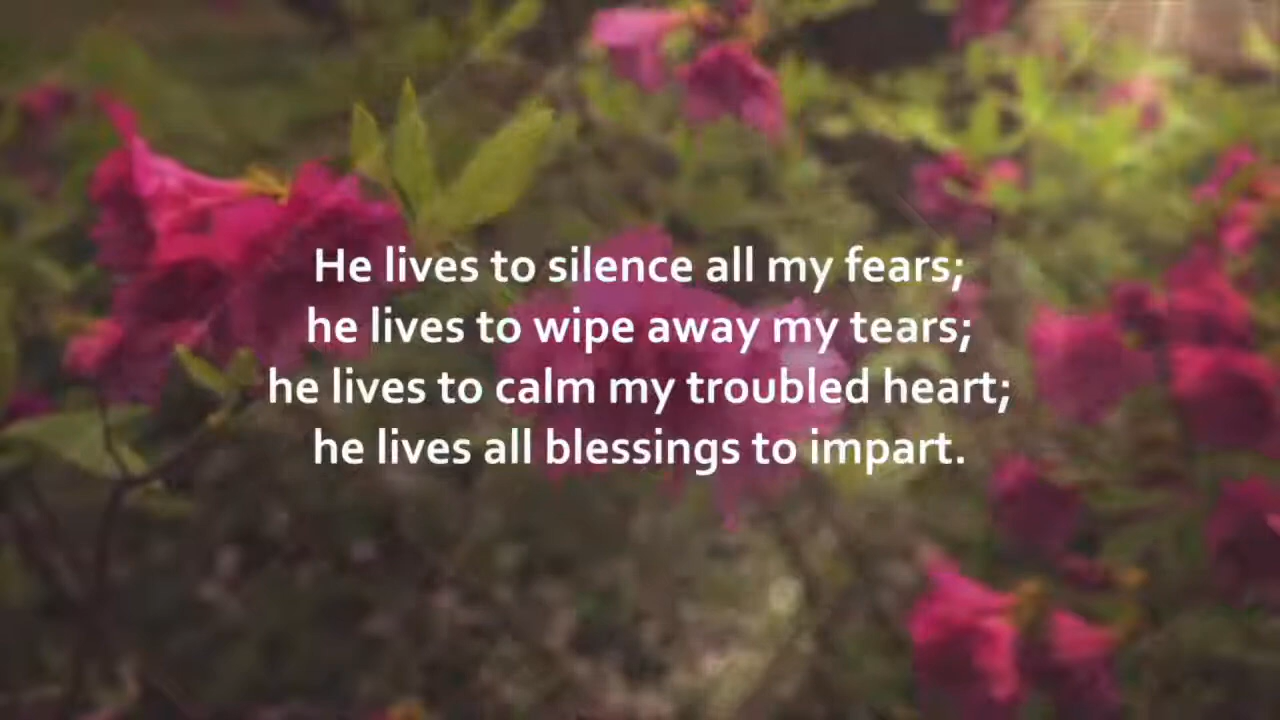 He lives to silence all my fears;
he lives to wipe away my tears;
he lives to calm my troubled heart;
he lives all blessings to impart.